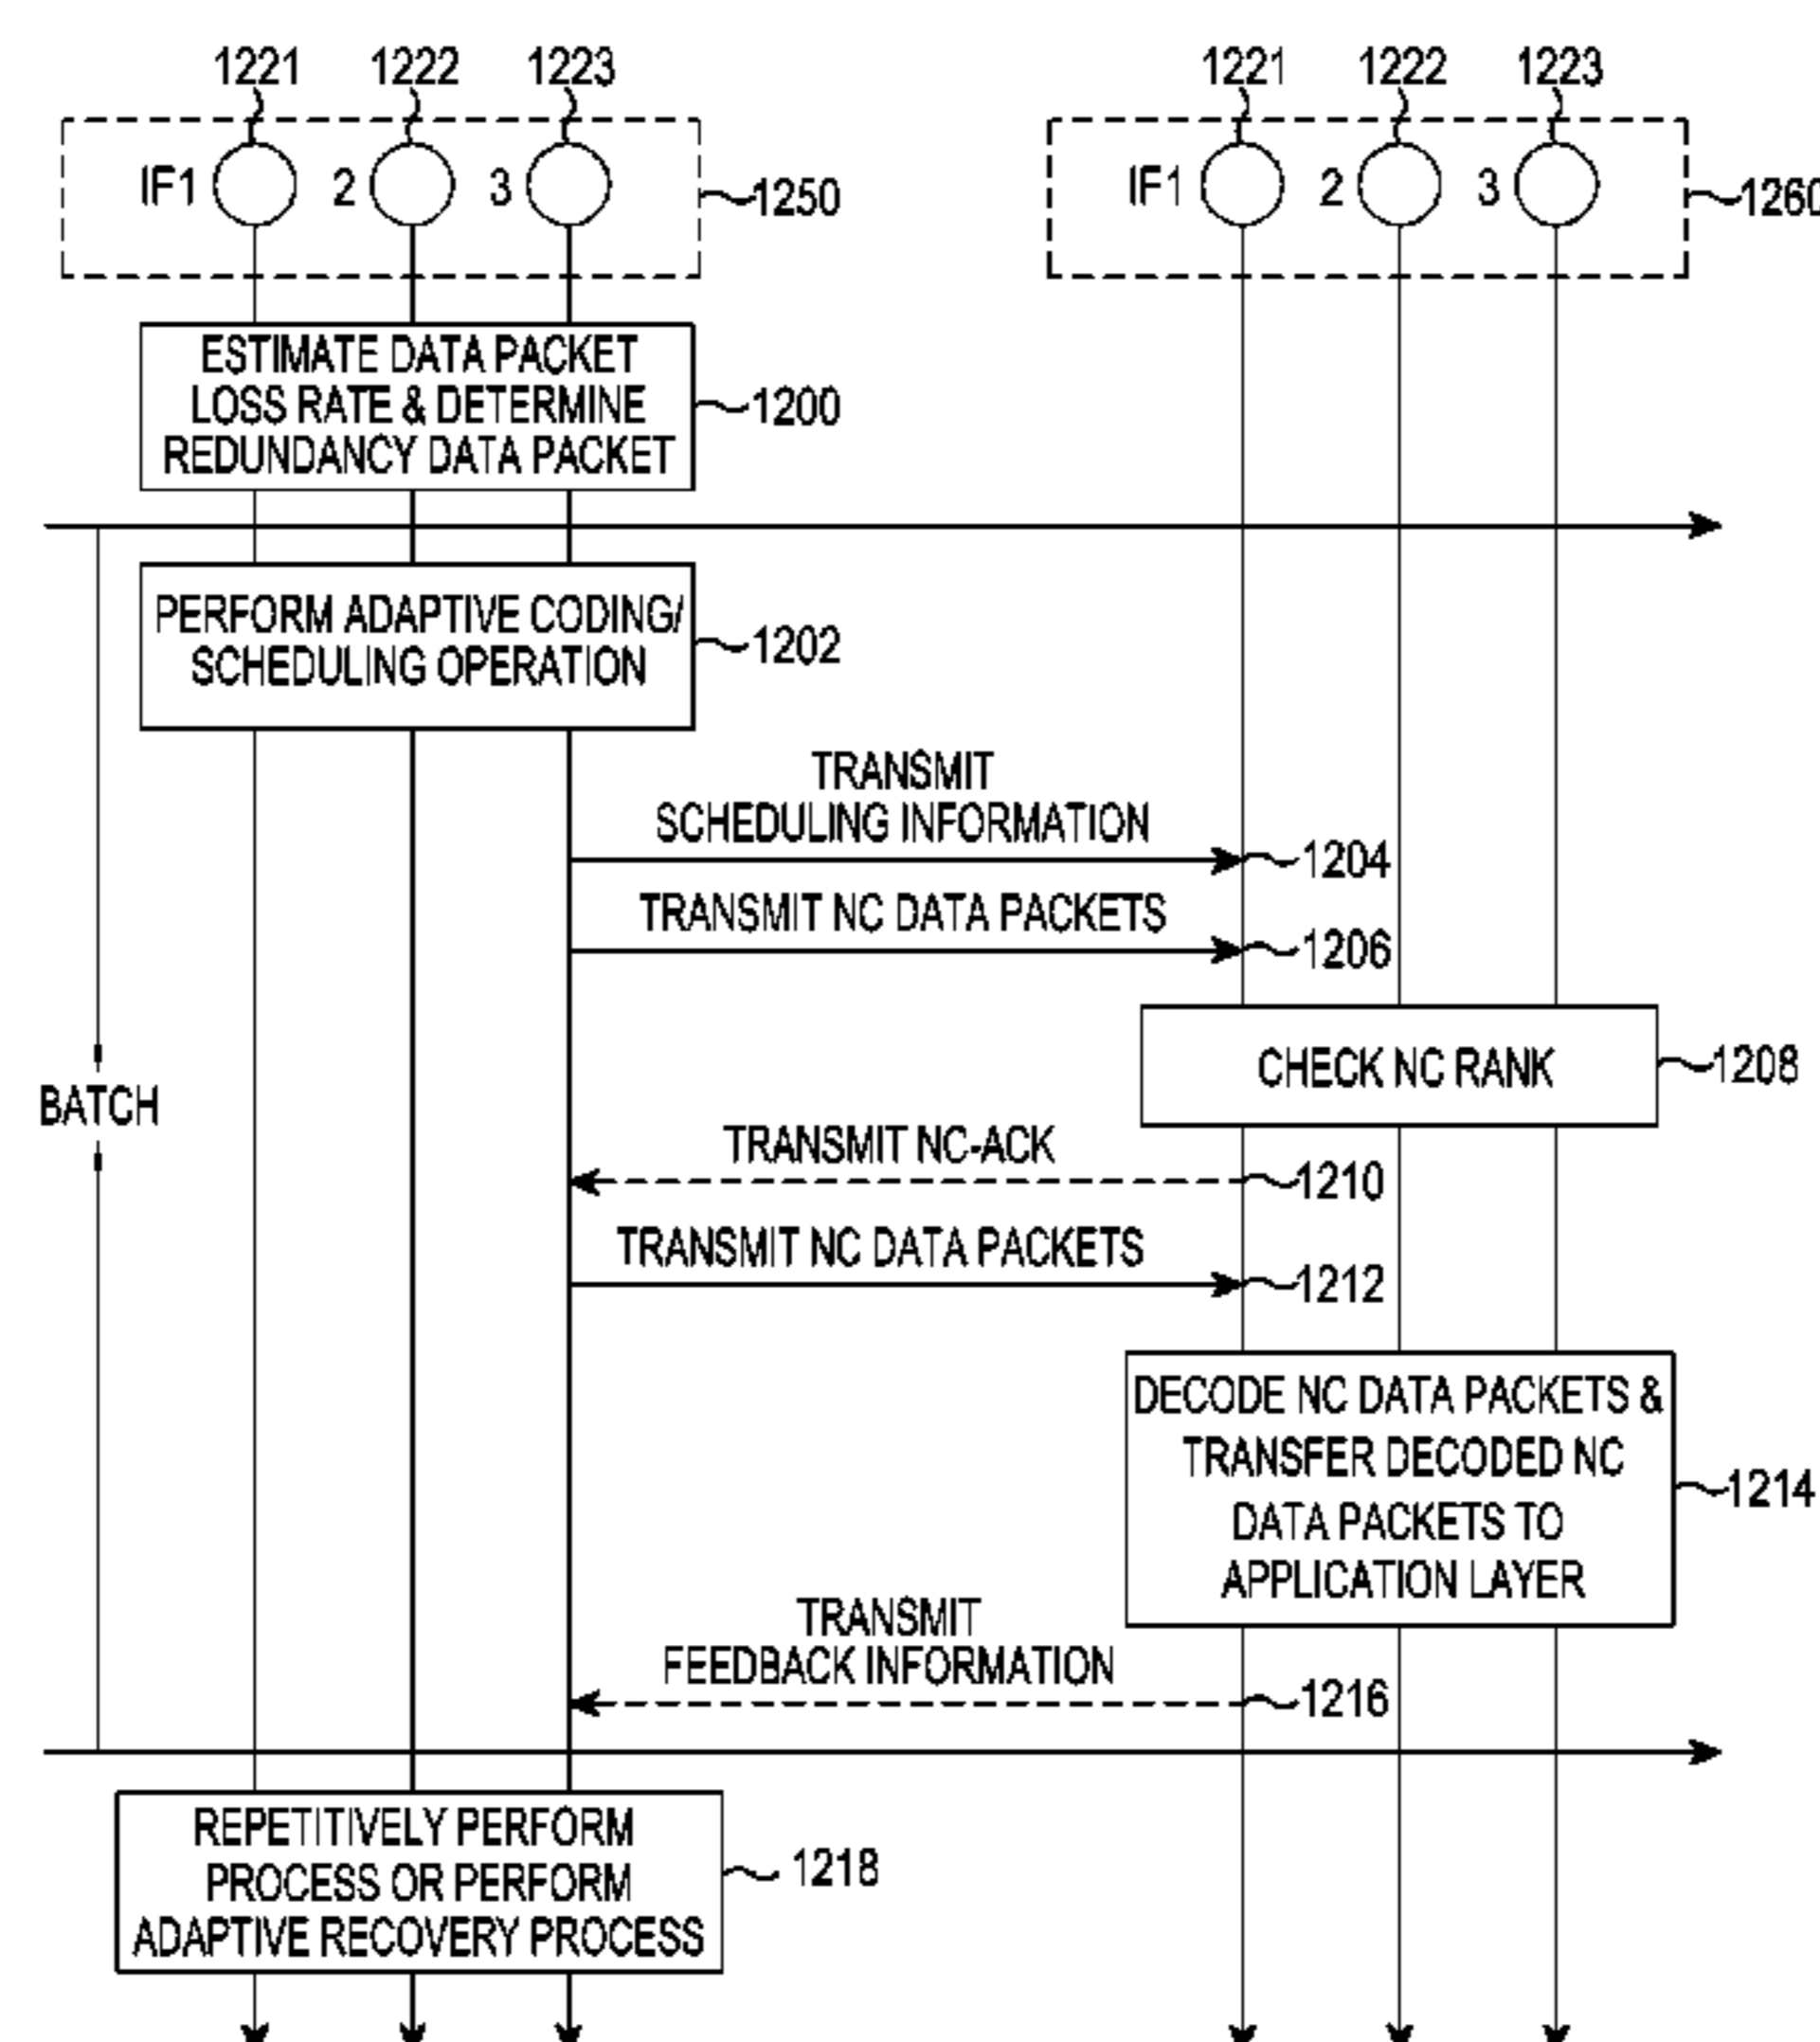 1221 1222 1223 1221 1222 1223
IF1 2 3 1250 IF1 2 3 1260
ESTIMATE DATA PACKET
LOSS RATE & DETERMINE
REDUNDANCY DATA PACKET
1200
PERFORM ADAPTIVE CODING/
SCHEDULING OPERATION
1202
TRANSMIT
SCHEDULING INFORMATION
1204
TRANSMIT NC DATA PACKETS
1206
CHECK NC RANK
1208
BATCH
TRANSMIT NC-ACK
1210
TRANSMIT NC DATA PACKETS
1212
DECODE NC DATA PACKETS &
TRANSFER DECODED NC
DATA PACKETS TO
APPLICATION LAYER
1214
TRANSMIT
FEEDBACK INFORMATION
1216
REPETITIVELY PERFORM
PROCESS OR PERFORM
ADAPTIVE RECOVERY PROCESS
1218